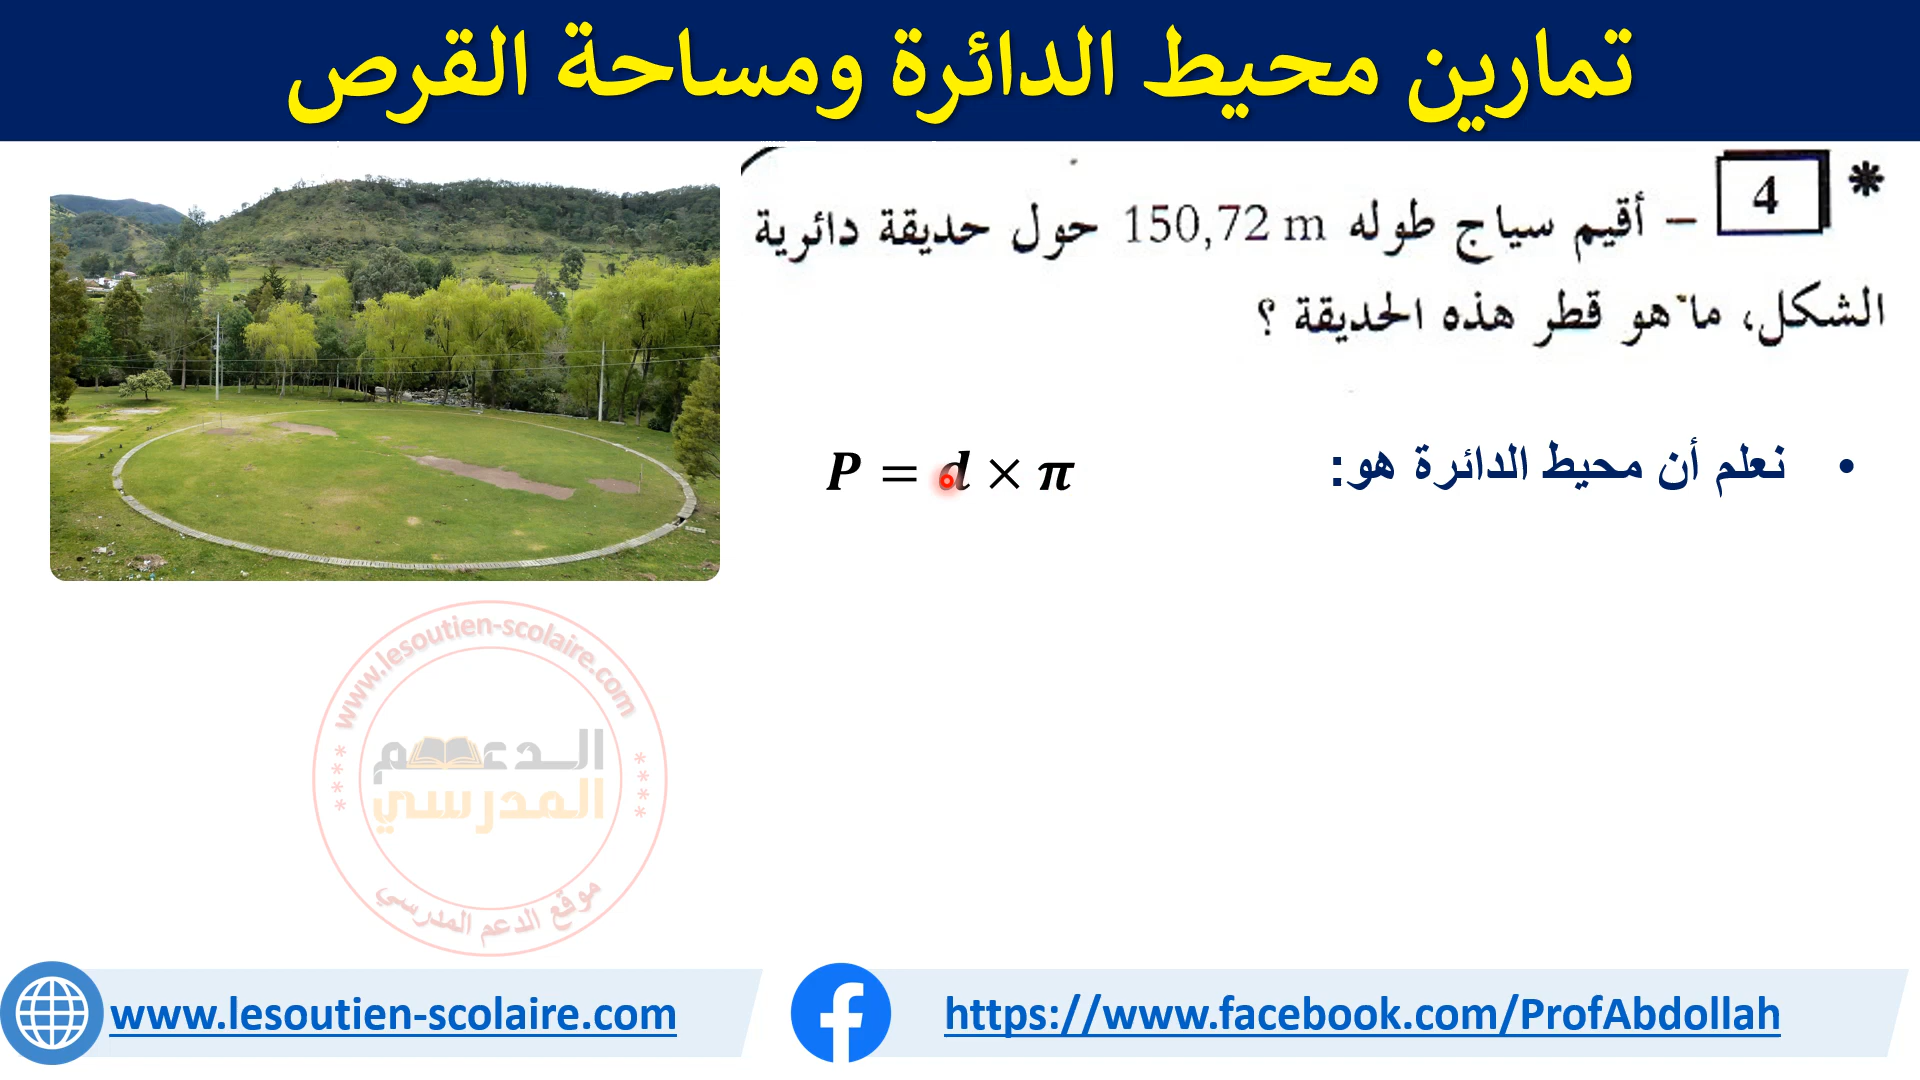 تمارين محيط الدائرة ومساحة القرص
* 4 – أقيم سياج طوله 150,72 m حول حديقة دائرية
الشكل، ما هو قطر هذه الحديقة ؟
• نعلم أن محيط الدائرة هو: P = d × π
www.lesoutien-scolaire.com
الدعم
المدرسي
**** ****
موقع الدعم المدرسي
www.lesoutien-scolaire.com
https://www.facebook.com/ProfAbdollah